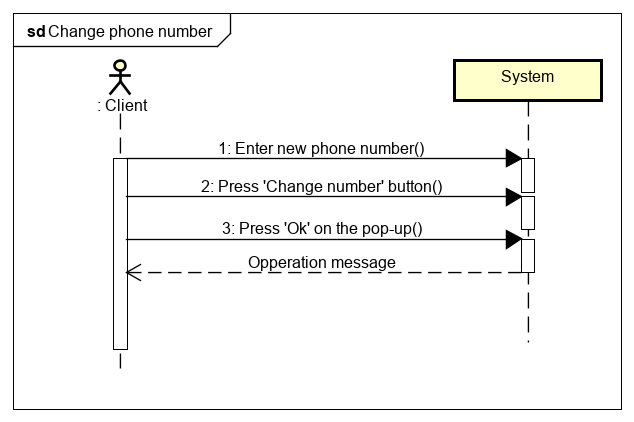 sd Change phone number
System
: Client
1: Enter new phone number()
2: Press 'Change number' button()
3: Press 'Ok' on the pop-up()
Opperation message